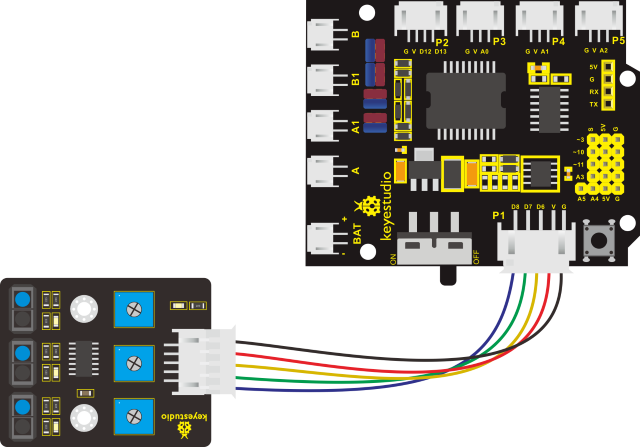 P2
P3
P4
P5
G V D12 D13
G V A0
G V A1
G V A2
B
B1
A1
A
BAT
+
-
5V
G
RX
TX
S 5V G
~3
~10
~11
A3
A5 A4 5V G
keyestudio
ON
OFF
P1
D8 D7 D6 V G
keyestudio